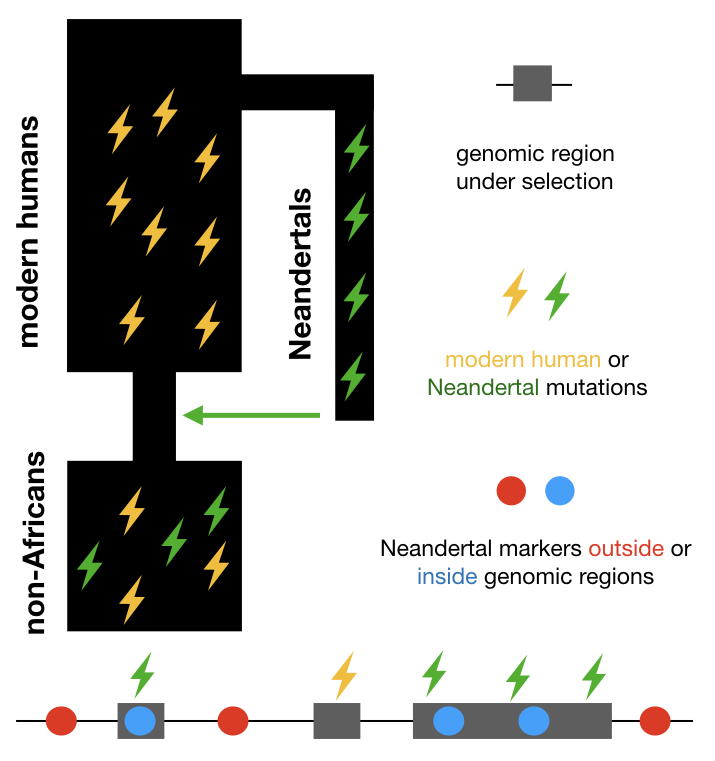 modern humans
Neandertals
non-Africans
genomic region
under selection
modern human or
Neandertal mutations
Neandertal markers outside or
inside genomic regions